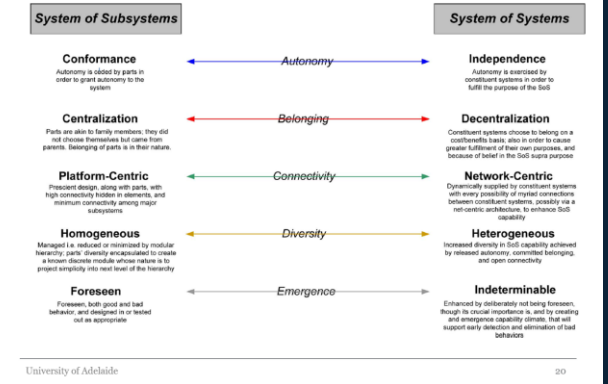 System of Subsystems
System of Systems
Conformance
Autonomy is ceded by parts in
order to grant autonomy to the
system
Autonomy
Independence
Autonomy is exercised by
constituent systems in order to
fulfill the purpose of the SoS
Centralization
Parts are akin to family members; they did
not choose themselves but came from
parents. Belonging of parts is in their nature.
Belonging
Decentralization
Constituent systems choose to belong on a
cost/benefits basis; also in order to cause
greater fulfillment of their own purposes, and
because of belief in the SoS supra purpose
Platform-Centric
Prescient design, along with parts, with
high connectivity hidden in elements, and
minimum connectivity among major
subsystems
Connectivity
Network-Centric
Dynamically supplied by constituent systems
with every possibility of myriad connections
between constituent systems, possibly via a
net-centric architecture, to enhance SoS
capability
Homogeneous
Managed i.e. reduced or minimized by modular
hierarchy; parts' diversity encapsulated to create
a known discrete module whose nature is to
project simplicity into next level of the hierarchy
Diversity
Heterogeneous
Increased diversity in SoS capability achieved
by released autonomy, committed belonging,
and open connectivity
Foreseen
Foreseen, both good and bad
behavior, and designed in or tested
out as appropriate
Emergence
Indeterminable
Enhanced by deliberately not being foreseen,
though its crucial importance is, and by creating
and emergence capability climate, that will
support early detection and elimination of bad
behaviors
University of Adelaide
20